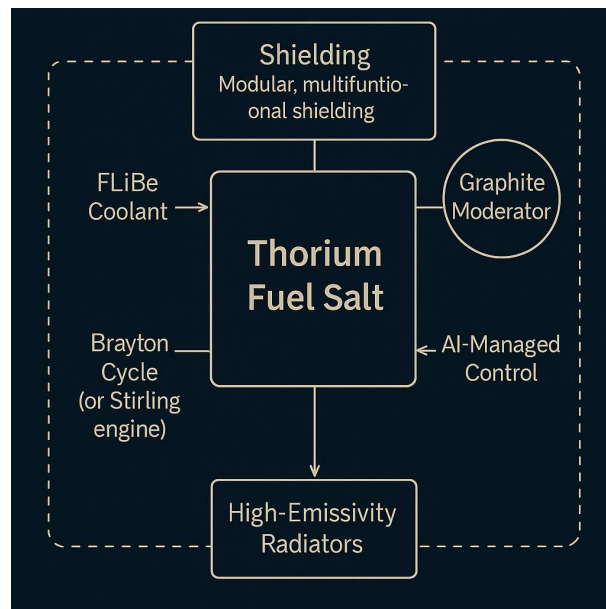 Shielding
Modular, multifuntio-
onal shielding
FLiBe
Coolant
Graphite
Moderator
Thorium
Fuel Salt
Brayton
Cycle
(or Stirling
engine)
AI-Managed
Control
High-Emissivity
Radiators